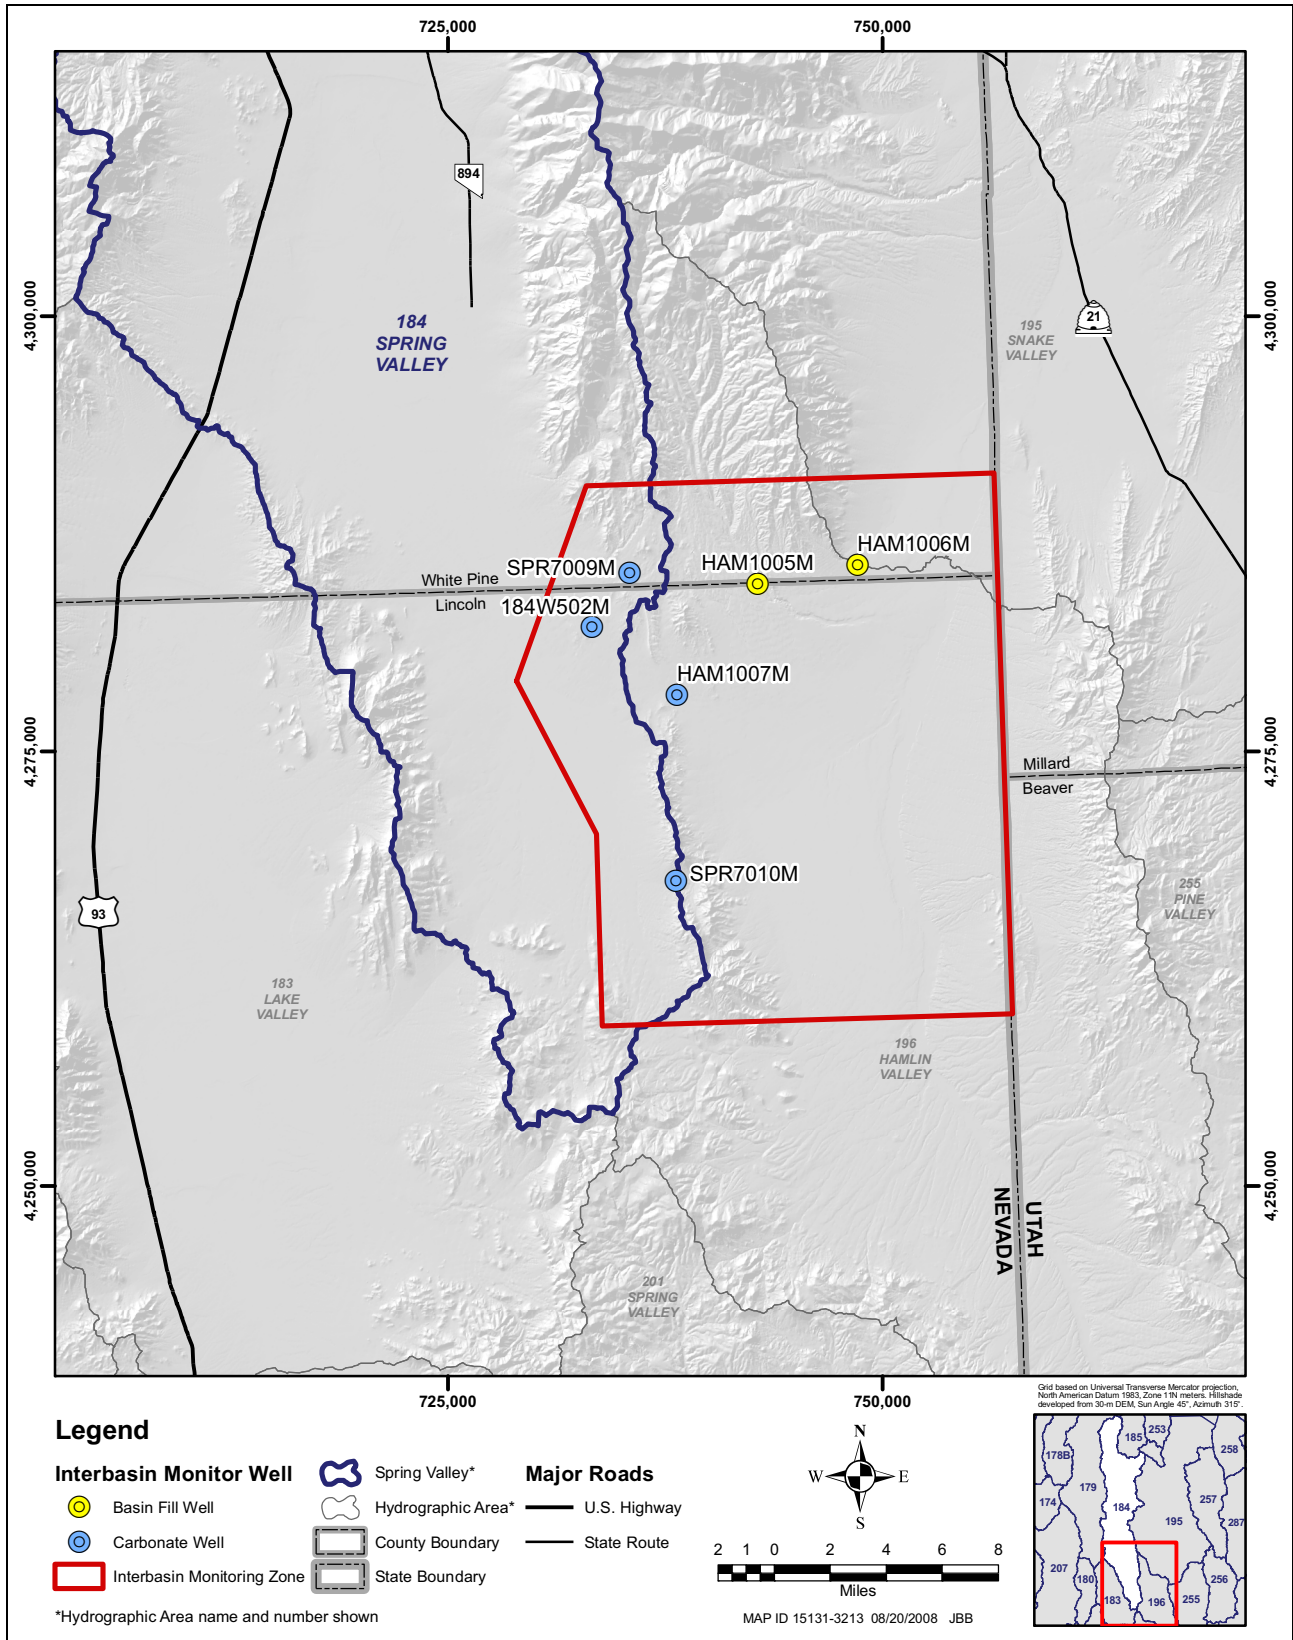 725,000
750,000
894
21
4,300,000
4,300,000
184
SPRING
VALLEY
195
SNAKE
VALLEY
HAM1006M
HAM1005M
SPR7009M
White Pine
Lincoln
184W502M
HAM1007M
4,275,000
4,275,000
Millard
Beaver
SPR7010M
255
PINE
VALLEY
93
183
LAKE
VALLEY
196
HAMLIN
VALLEY
4,250,000
4,250,000
NEVADA
UTAH
201
SPRING
VALLEY
725,000
750,000
Grid based on Universal Transverse Mercator projection,
North American Datum 1983, Zone 11N meters. Hillshade
developed from 30-m DEM, Sun Angle 45°, Azimuth 315°.
Legend
Interbasin Monitor Well
Basin Fill Well
Carbonate Well
Interbasin Monitoring Zone
Spring Valley*
Hydrographic Area*
County Boundary
State Boundary
Major Roads
U.S. Highway
State Route
*Hydrographic Area name and number shown
N
W
E
S
2 1 0 2 4 6 8
Miles
MAP ID 15131-3213 08/20/2008 JBB
185
253
258
178B
179
174
184
257
195
287
207
180
183
196
255
256